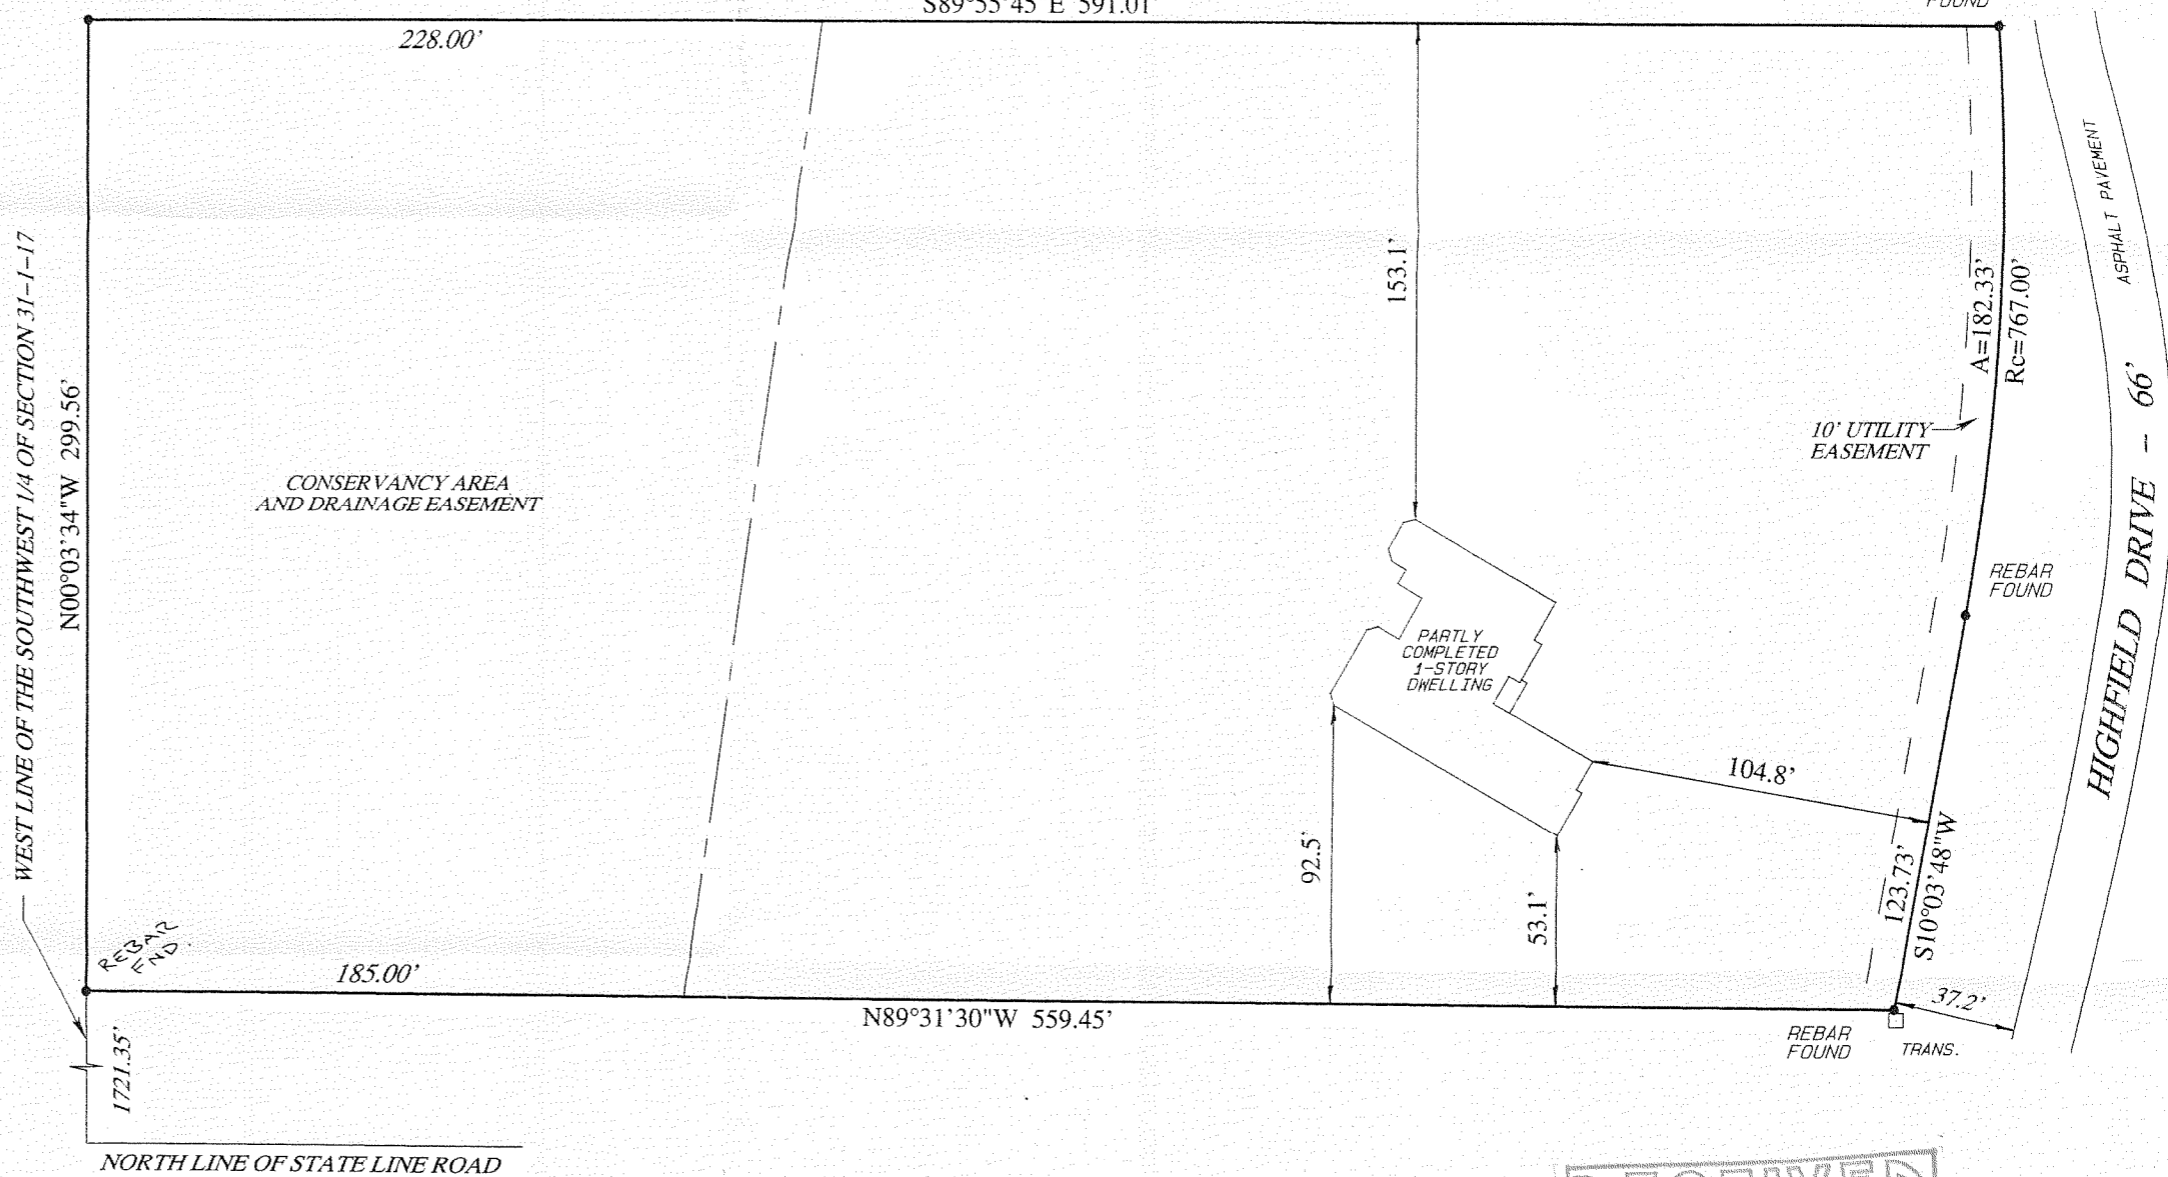 S89°55'45"E 591.01'
FOUND
228.00'
ASPHALT PAVEMENT
153.1'
WEST LINE OF THE SOUTHWEST 1/4 OF SECTION 31-1-17
N00°03'34"W 299.56'
A=182.33'
Rc=767.00'
HIGHFIELD DRIVE - 66'
10' UTILITY
EASEMENT
CONSERVANCY AREA
AND DRAINAGE EASEMENT
REBAR
FOUND
PARTLY
COMPLETED
1-STORY
DWELLING
104.8'
92.5'
53.1'
123.73'
S10°03'48"W
REBAR
FND.
185.00'
N89°31'30"W 559.45'
37.2'
REBAR
FOUND
TRANS.
1721.35'
NORTH LINE OF STATE LINE ROAD
RECEIVED